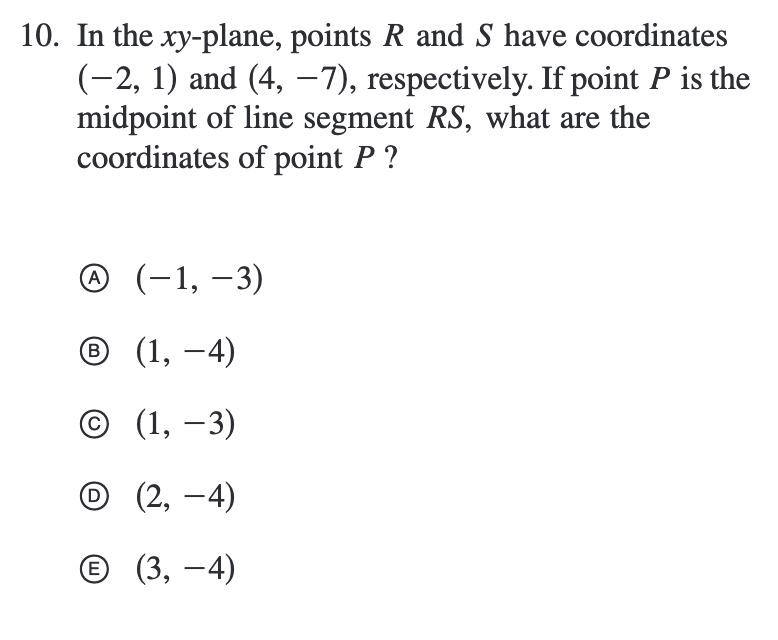 10. In the xy-plane, points R and S have coordinates
(−2, 1) and (4, −7), respectively. If point P is the
midpoint of line segment RS, what are the
coordinates of point P ?
Ⓐ (−1, −3)
Ⓑ (1, −4)
Ⓒ (1, −3)
Ⓓ (2, −4)
Ⓔ (3, −4)